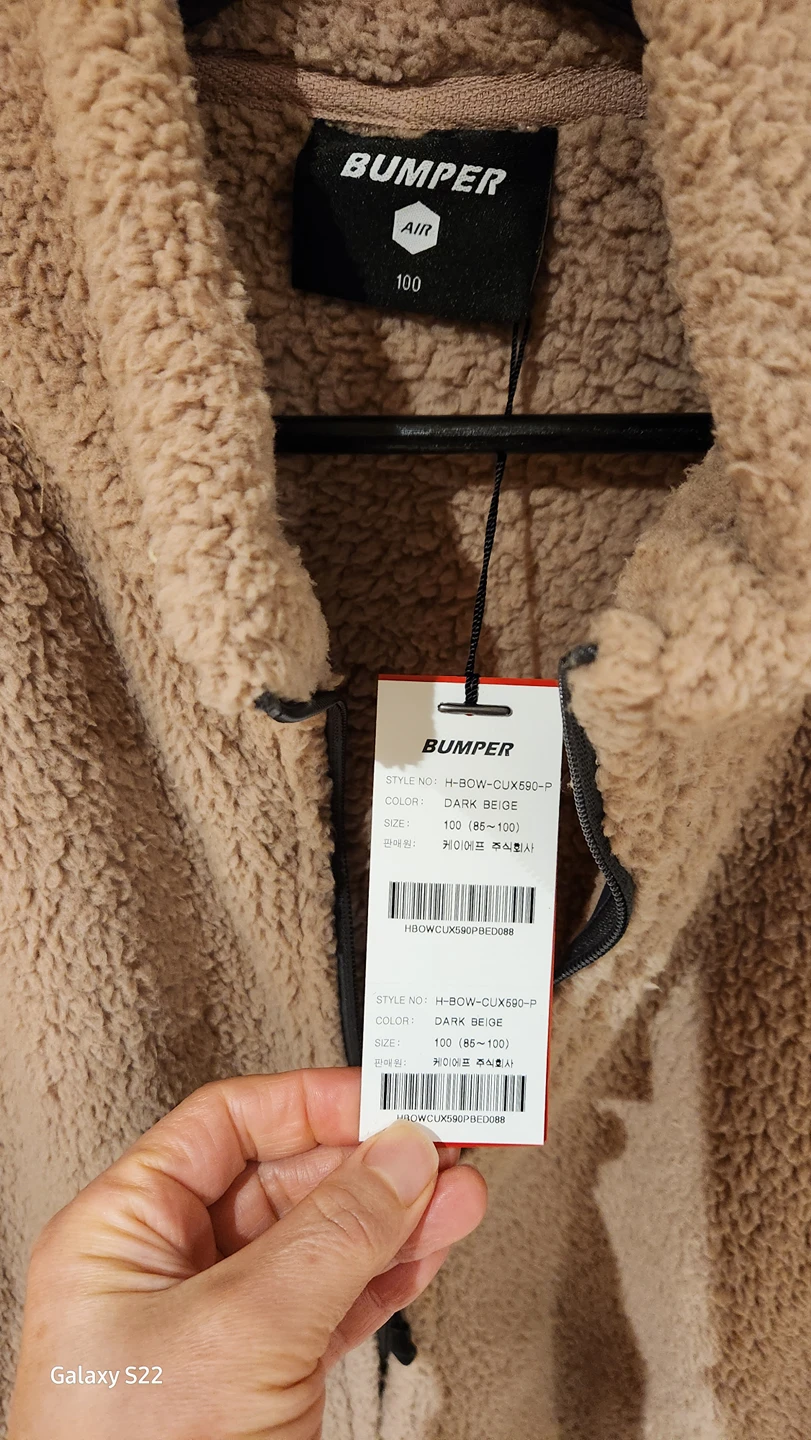 BUMPER
AIR
100
BUMPER
STYLE NO: H-BOW-CUX590-P
COLOR: DARK BEIGE
SIZE: 100 (85~100)
판매원: 케이에프 주식회사
HBOWCUX590PBED088
STYLE NO: H-BOW-CUX590-P
COLOR: DARK BEIGE
SIZE: 100 (85~100)
판매원: 케이에프 주식회사
HBOWCUX590PBED088
Galaxy S22